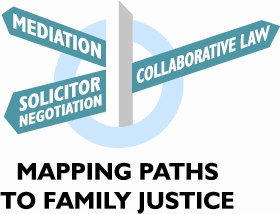 MEDIATION
COLLABORATIVE LAW
SOLICITOR
NEGOTIATION
MAPPING PATHS
TO FAMILY JUSTICE